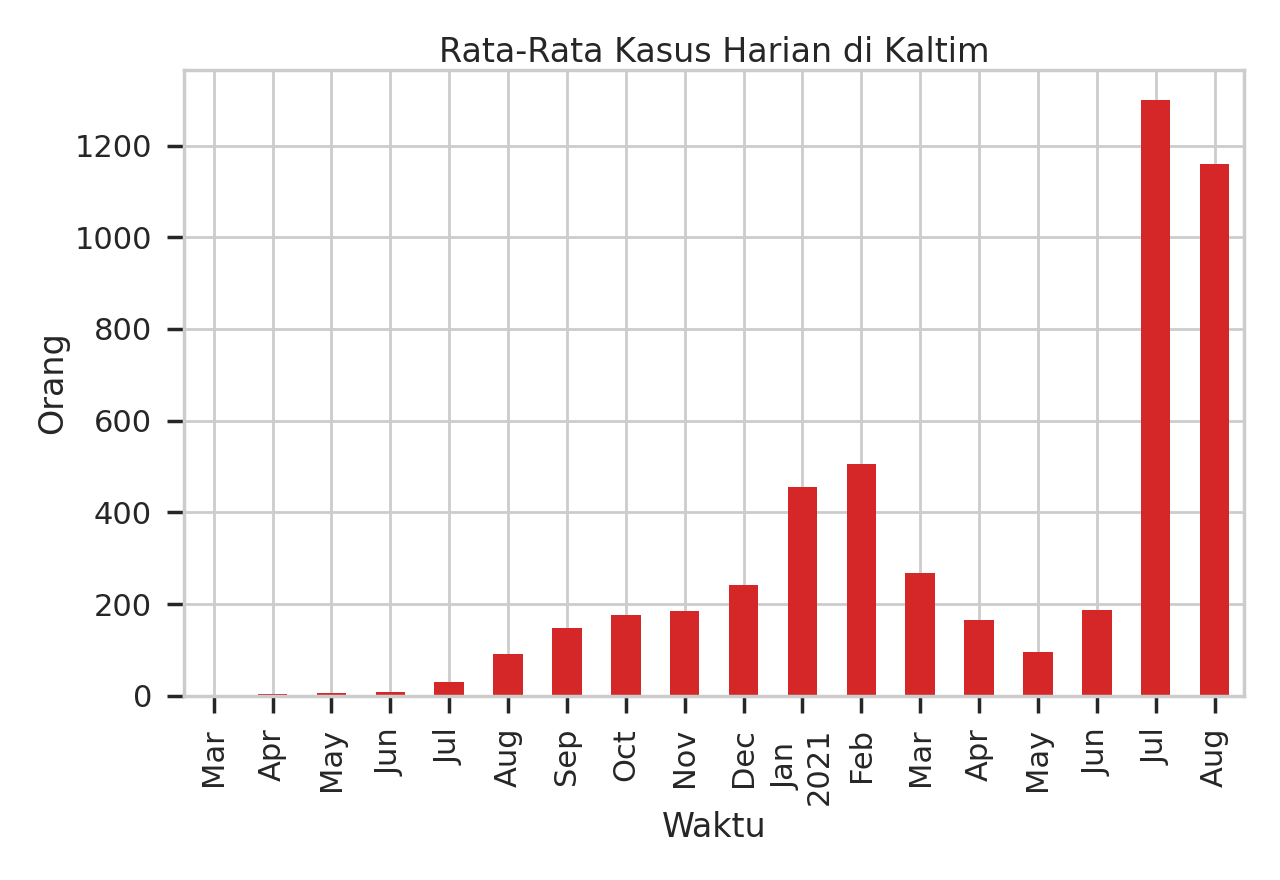 Rata-Rata Kasus Harian di Kaltim
Orang
1200
1000
800
600
400
200
0
Mar
Apr
May
Jun
Jul
Aug
Sep
Oct
Nov
Dec
Jan
2021
Feb
Mar
Apr
May
Jun
Jul
Aug
Waktu